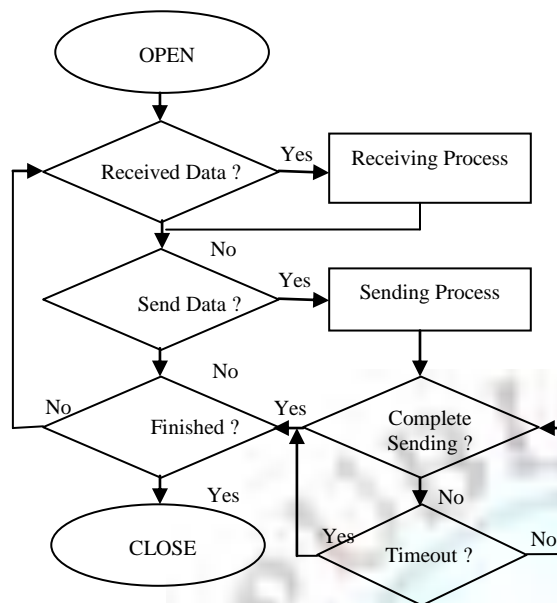 OPEN
Yes
Receiving Process
Received Data ?
No
Yes
Sending Process
Send Data ?
No
No
Yes
Complete
Sending ?
Finished ?
Yes
No
CLOSE
Yes
Timeout ?
No